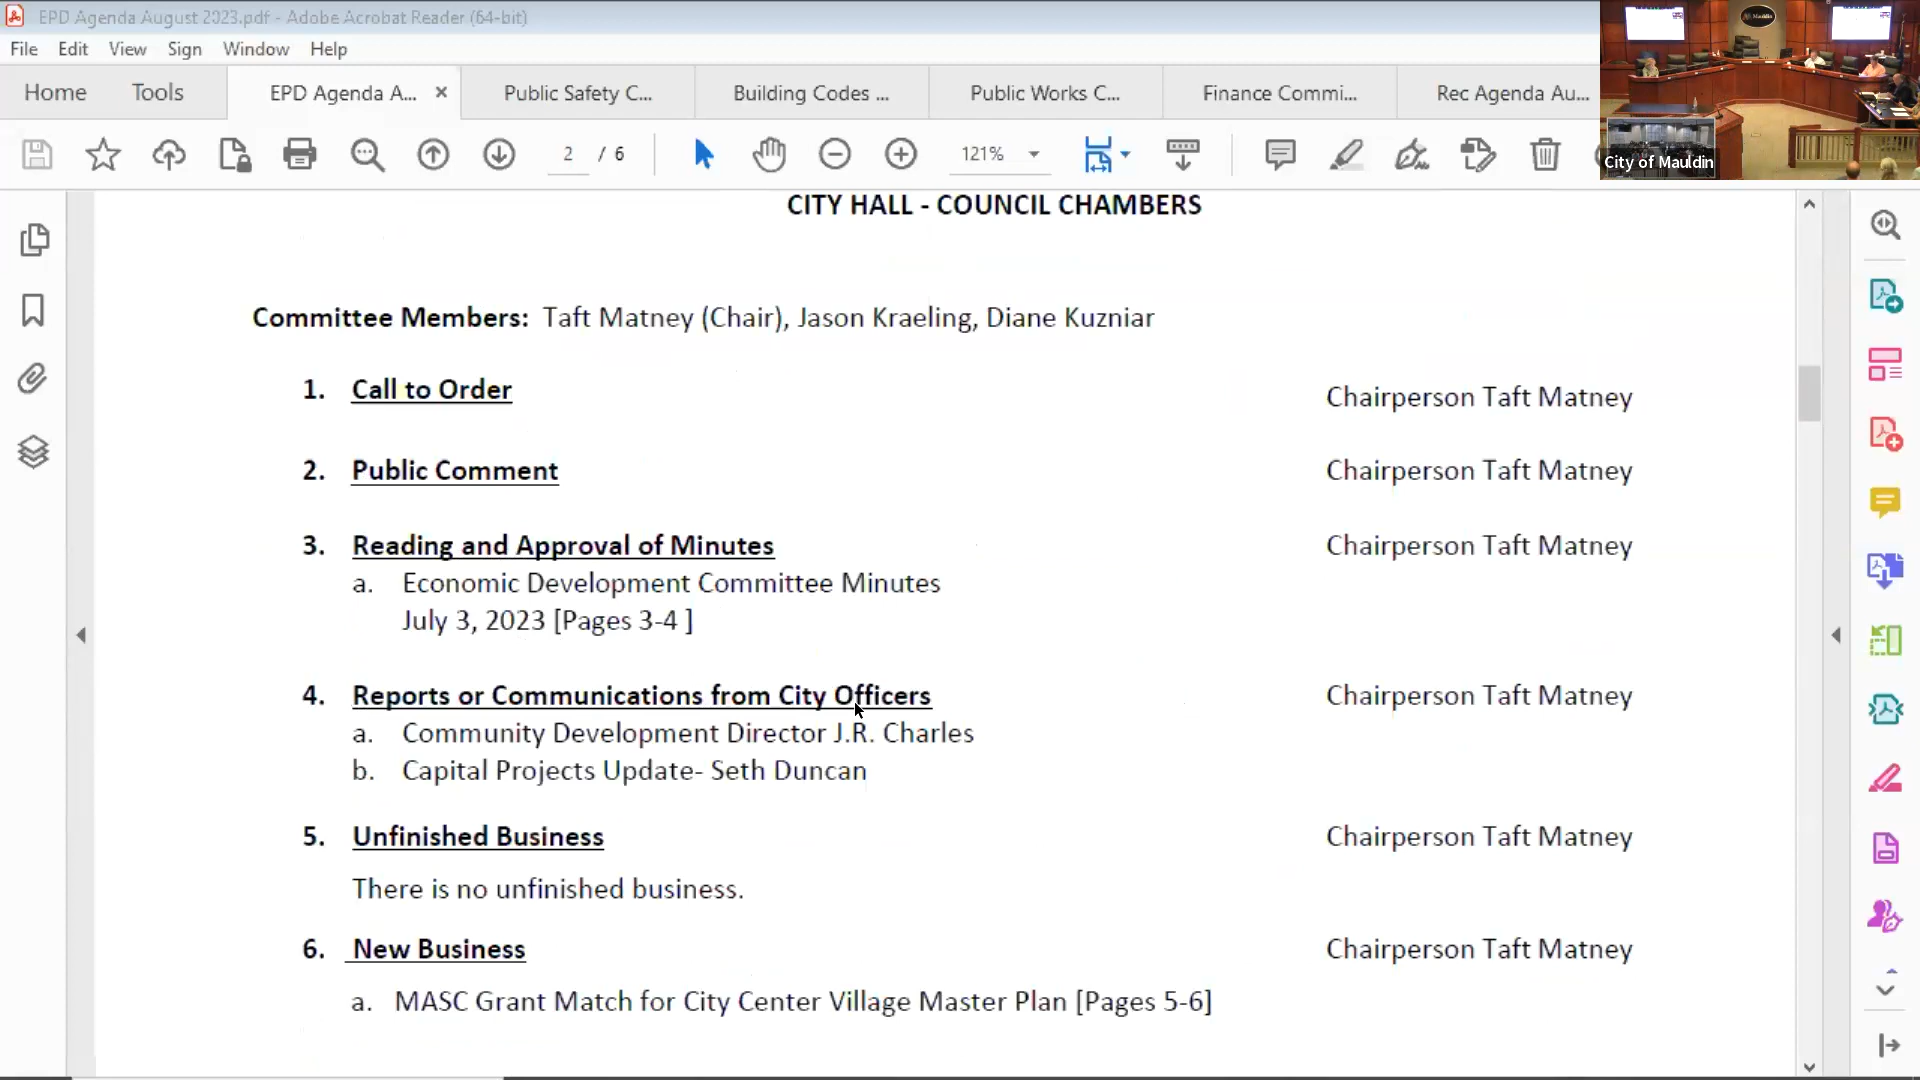 EPD Agenda August 2023.pdf - Adobe Acrobat Reader (64-bit)
File Edit View Sign Window Help
Home Tools EPD Agenda A... × Public Safety C... Building Codes ... Public Works C... Finance Commi... Rec Agenda Au...
2 / 6 121%
Mauldin
City of Mauldin
CITY HALL - COUNCIL CHAMBERS
Committee Members: Taft Matney (Chair), Jason Kraeling, Diane Kuzniar
1. Call to Order Chairperson Taft Matney
2. Public Comment Chairperson Taft Matney
3. Reading and Approval of Minutes Chairperson Taft Matney
a. Economic Development Committee Minutes
July 3, 2023 [Pages 3-4 ]
4. Reports or Communications from City Officers Chairperson Taft Matney
a. Community Development Director J.R. Charles
b. Capital Projects Update- Seth Duncan
5. Unfinished Business Chairperson Taft Matney
There is no unfinished business.
6. New Business Chairperson Taft Matney
a. MASC Grant Match for City Center Village Master Plan [Pages 5-6]